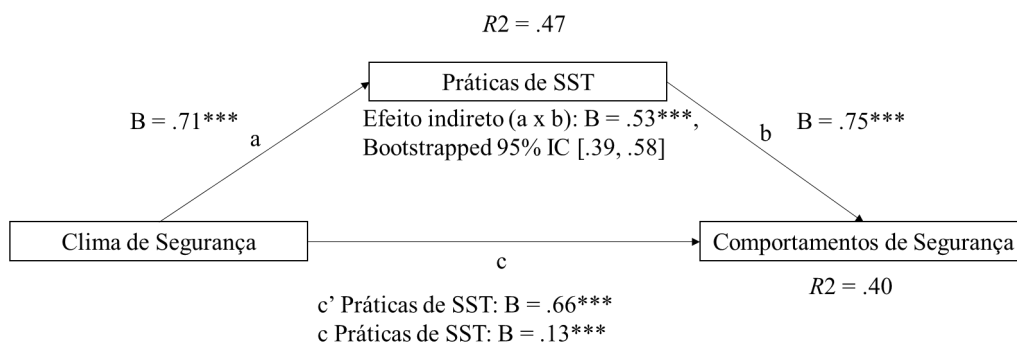 R2 = .47
Práticas de SST
B = .71***
a
Efeito indireto (a x b): B = .53***,
Bootstrapped 95% IC [.39, .58]
b
B = .75***
Clima de Segurança
Comportamentos de Segurança
c
R2 = .40
c’ Práticas de SST: B = .66***
c Práticas de SST: B = .13***